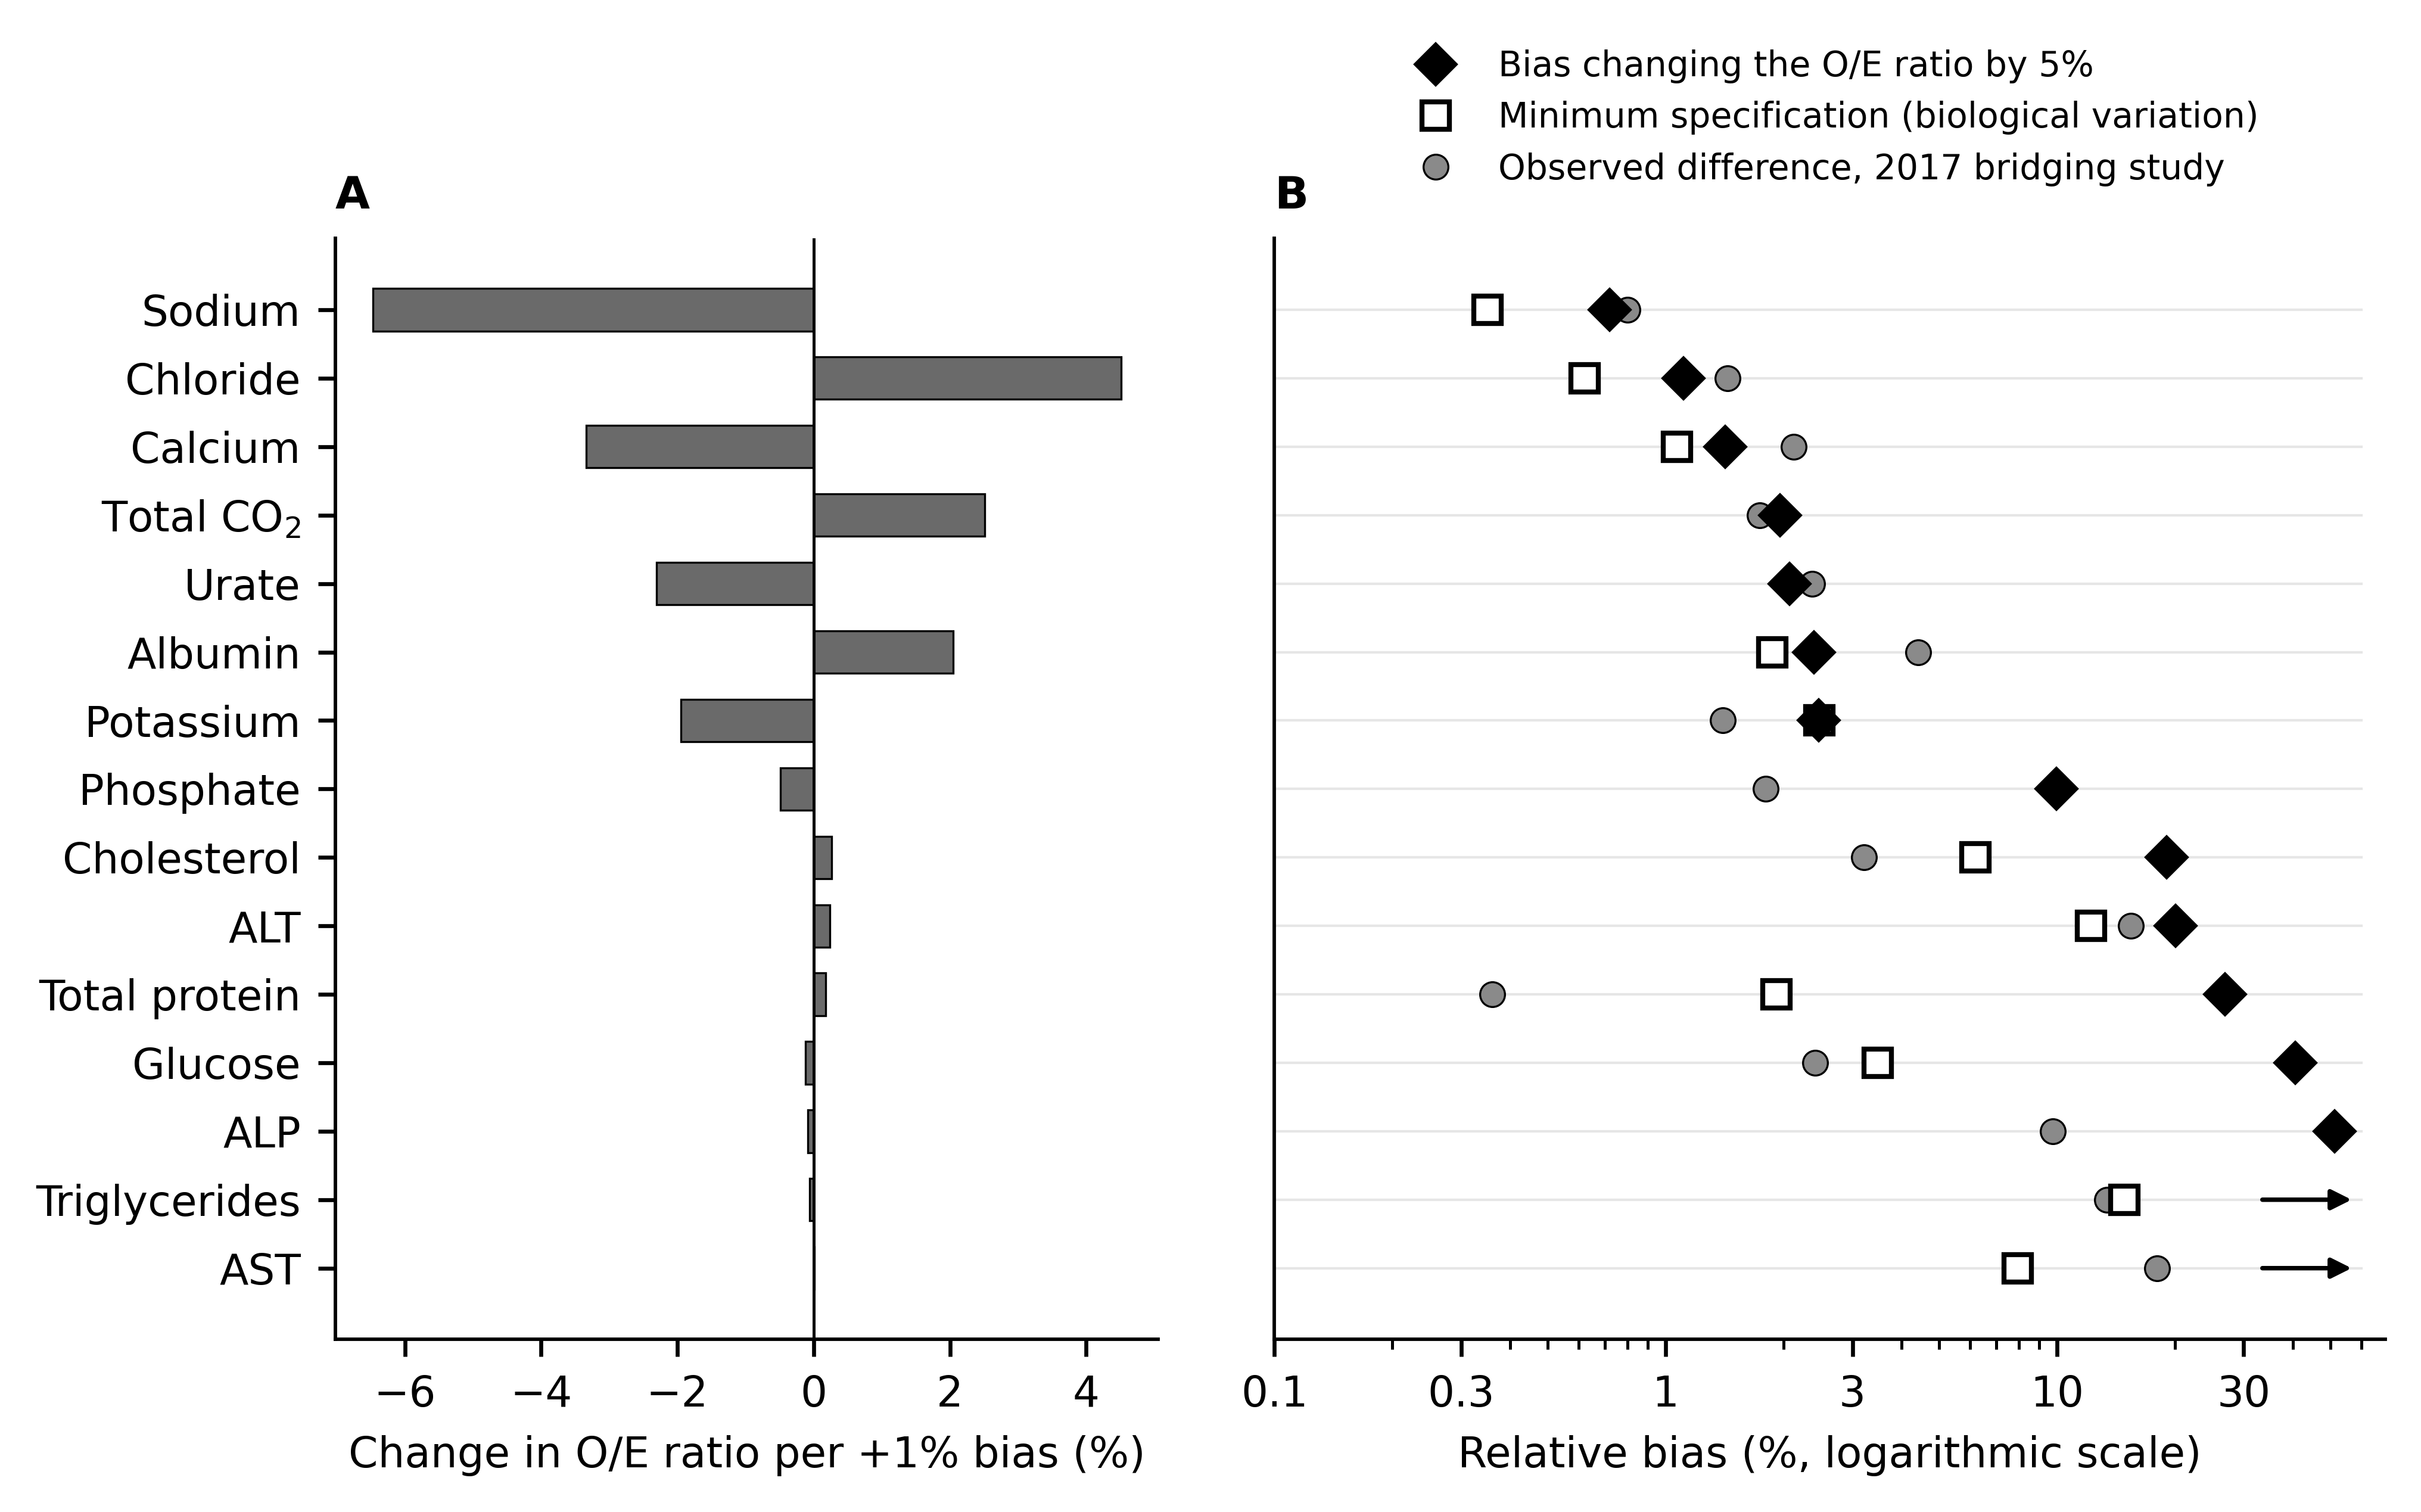 Bias changing the O/E ratio by 5%
Minimum specification (biological variation)
Observed difference, 2017 bridging study
A
B
Sodium
Chloride
Calcium
Total CO₂
Urate
Albumin
Potassium
Phosphate
Cholesterol
ALT
Total protein
Glucose
ALP
Triglycerides
AST
−6 −4 −2 0 2 4
Change in O/E ratio per +1% bias (%)
0.1 0.3 1 3 10 30
Relative bias (%, logarithmic scale)